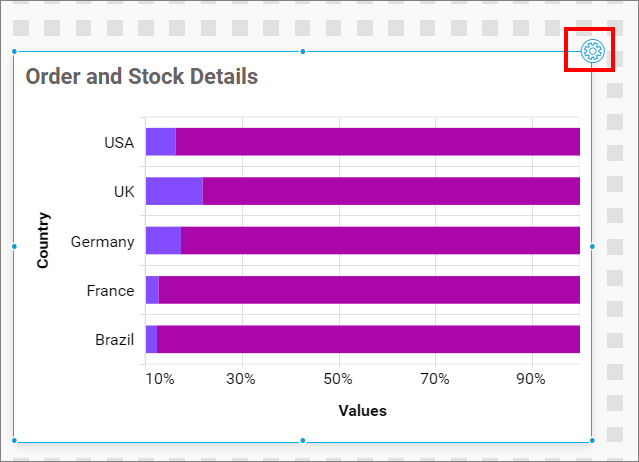 Order and Stock Details
USA
UK
Germany
France
Brazil
Country
10% 30% 50% 70% 90%
Values